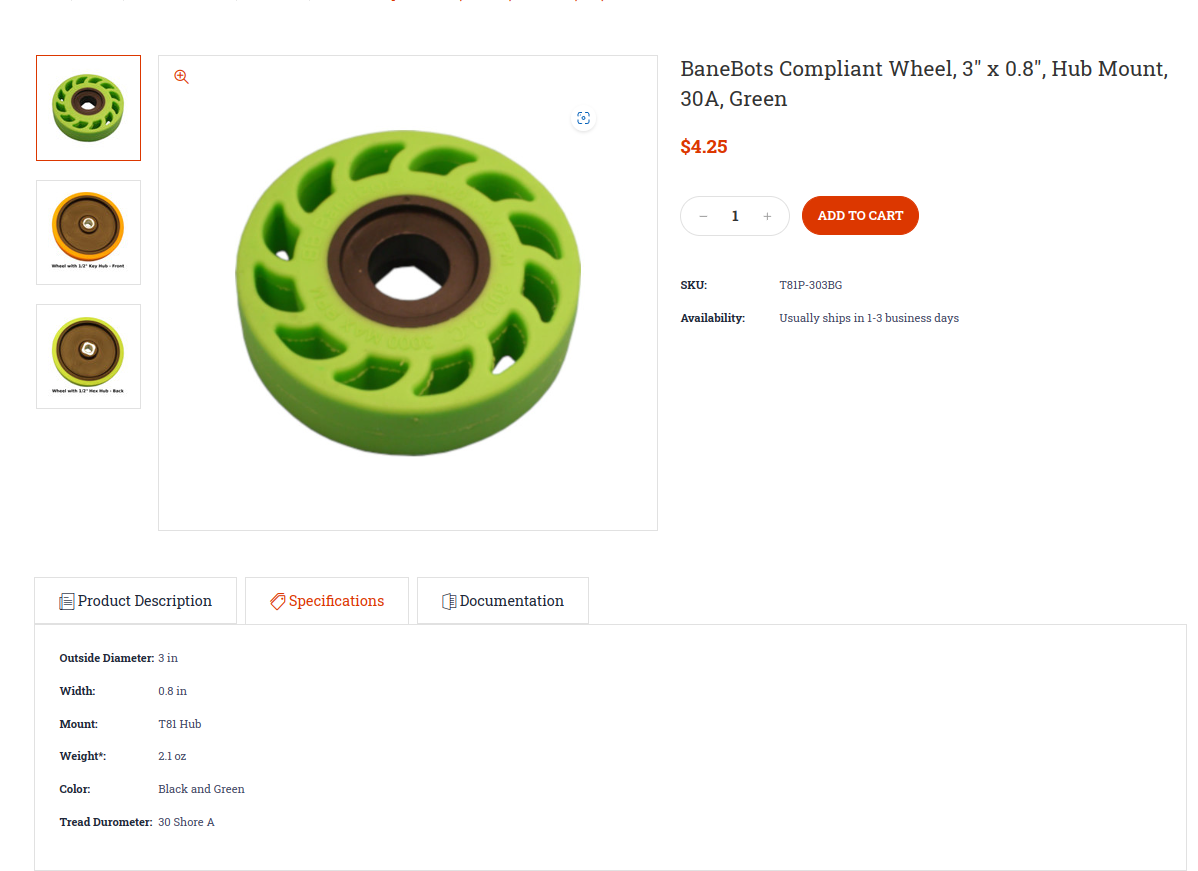 BaneBots Compliant Wheel, 3" x 0.8", Hub Mount,
30A, Green
$4.25
− 1 + ADD TO CART
SKU: T81P-303BG
Availability: Usually ships in 1-3 business days
Wheel with 1/2" Key Hub - Front
Wheel with 1/2" Hex Hub - Back
Product Description Specifications Documentation
Outside Diameter: 3 in
Width: 0.8 in
Mount: T81 Hub
Weight*: 2.1 oz
Color: Black and Green
Tread Durometer: 30 Shore A